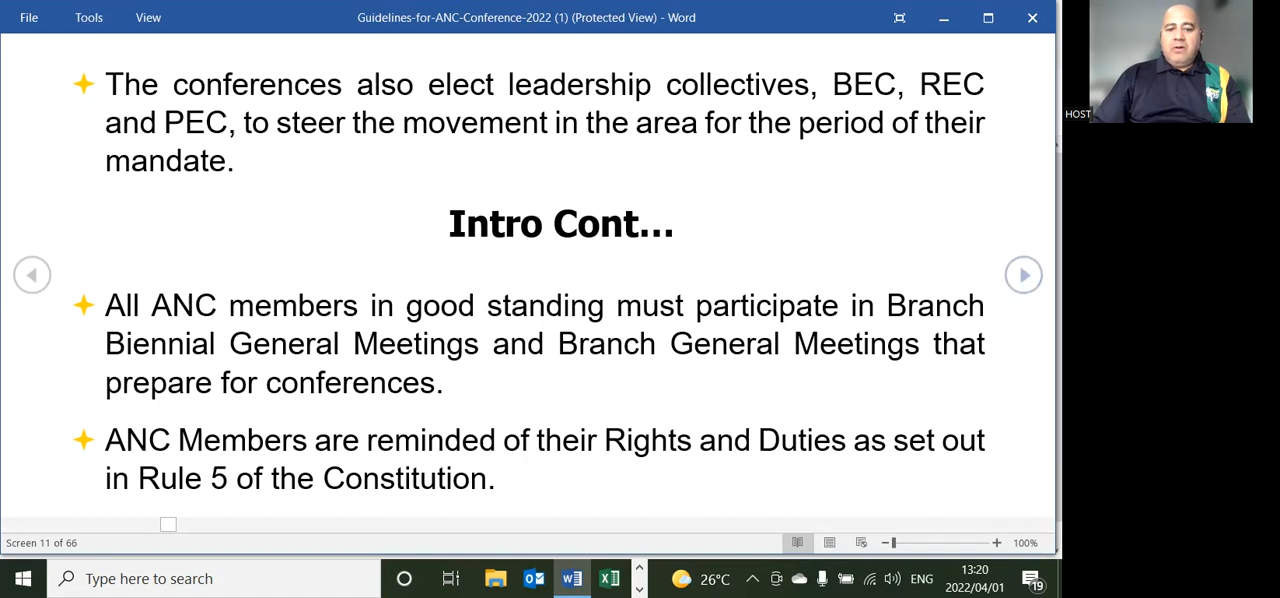 File Tools View Guidelines-for-ANC-Conference-2022 (1) (Protected View) - Word
The conferences also elect leadership collectives, BEC, REC
and PEC, to steer the movement in the area for the period of their
mandate.
HOST
Intro Cont...
All ANC members in good standing must participate in Branch
Biennial General Meetings and Branch General Meetings that
prepare for conferences.
ANC Members are reminded of their Rights and Duties as set out
in Rule 5 of the Constitution.
Screen 11 of 66 100%
Type here to search 26°C ENG 13:20
2022/04/01 19